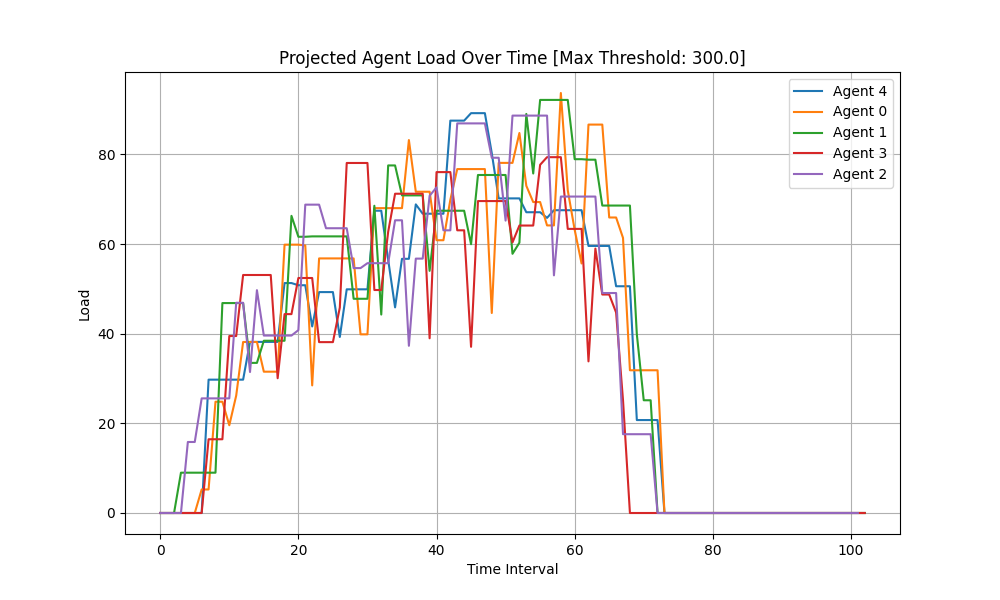 Projected Agent Load Over Time [Max Threshold: 300.0]
Agent 4
Agent 0
Agent 1
Agent 3
Agent 2
Load
80
60
40
20
0
0 20 40 60 80 100
Time Interval